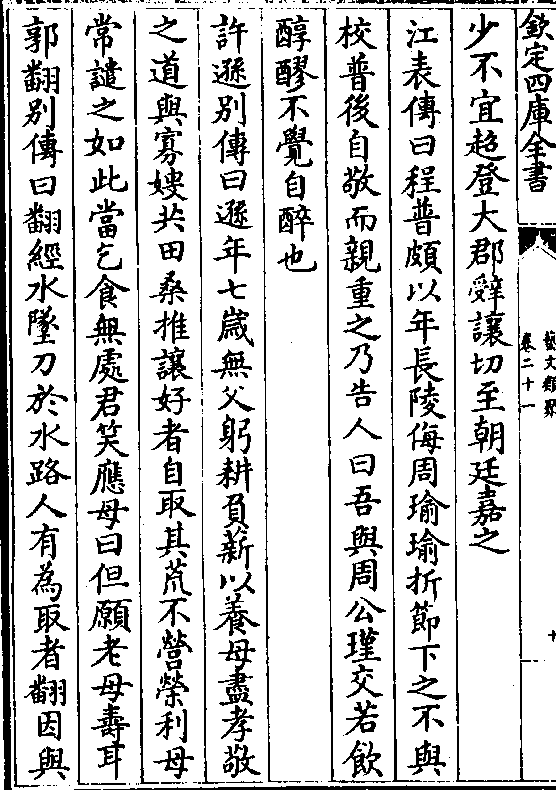 欽定四庫全書
藝文類聚
卷二十一
十
少不宜超登大郡辭讓切至朝廷嘉之
江表傳曰程普頗以年長陵侮周瑜瑜折節下之不與
校普後自敬而親重之乃告人曰吾與周公瑾交若飲
醇醪不覺自醉也
許遜別傳曰遜年七歲無父躬耕負薪以養母盡孝敬
之道與寡嫂共田桑推讓好者自取其荒不營榮利母
常譴之如此當乞食無處君笑應母曰但願老母壽耳
郭翻別傳曰翻經水墜刀於水路人有為取者翻因與